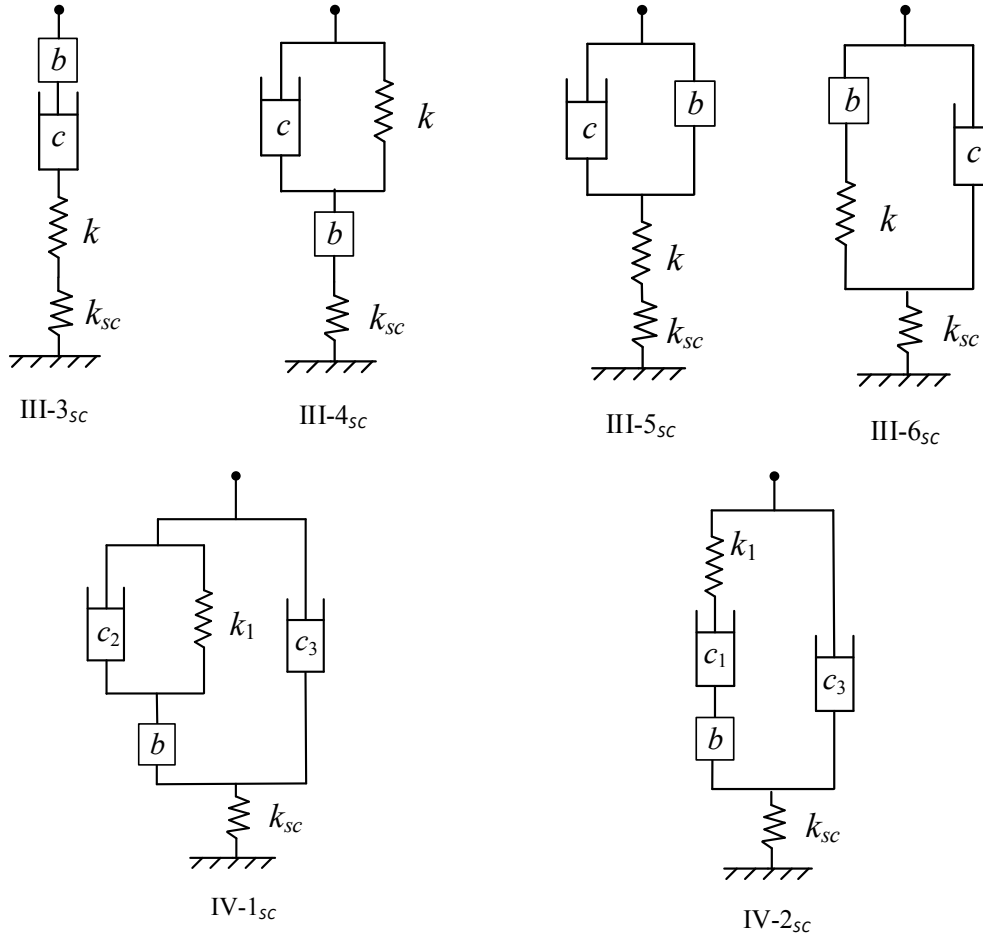 b
c
k
k_sc
III-3_sc
c
k
b
k_sc
III-4_sc
c
b
k
k_sc
III-5_sc
b
c
k
k_sc
III-6_sc
c_2
k_1
c_3
b
k_sc
IV-1_sc
k_1
c_1
c_3
b
k_sc
IV-2_sc